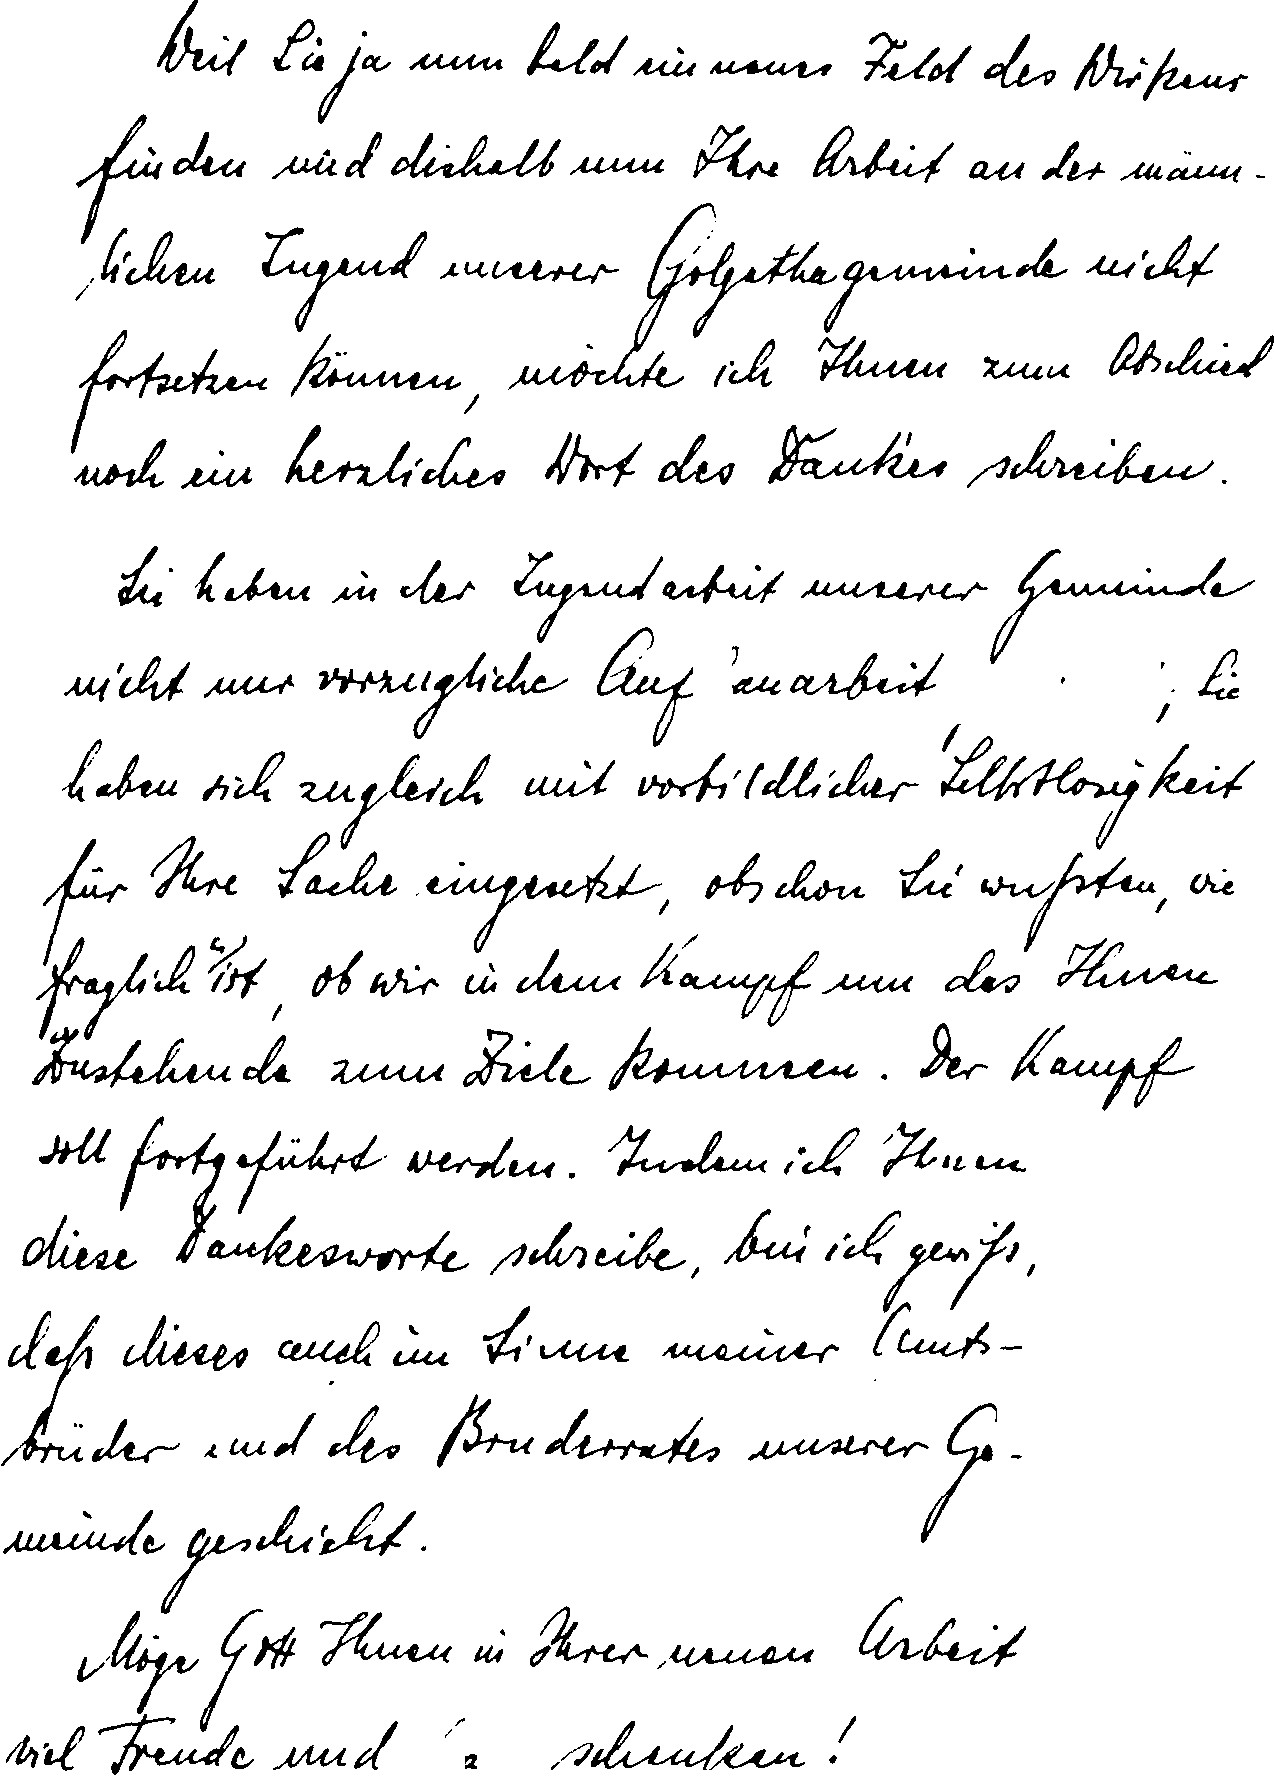 Weil Sie ja nun bald ein neues Feld des Wirkens
finden und deshalb nun Ihre Arbeit an der männ-
lichen Jugend unserer Golgathagemeinde nicht
fortsetzen können, möchte ich Ihnen zum Abschied
noch ein herzliches Wort des Dankes schreiben.
Sie haben in der Jugendarbeit unserer Gemeinde
nicht nur vorzügliche ; Sie
haben sich zugleich mit vorbildlicher Selbstlosigkeit
für Ihre Sache eingesetzt, obschon Sie wußten, wie
fraglich es ist, ob wir in dem Kampf um das Ihnen
Zustehende zum Ziele kommen. Der Kampf
soll fortgeführt werden. Indem ich Ihnen
diese Dankesworte schreibe, bin ich gewiß,
daß dieses auch im Sinne meiner Amts-
brüder und des Bruderrates unserer Ge-
meinde geschieht.
Möge Gott Ihnen in Ihrer neuen Arbeit
viel Freude und schenken!